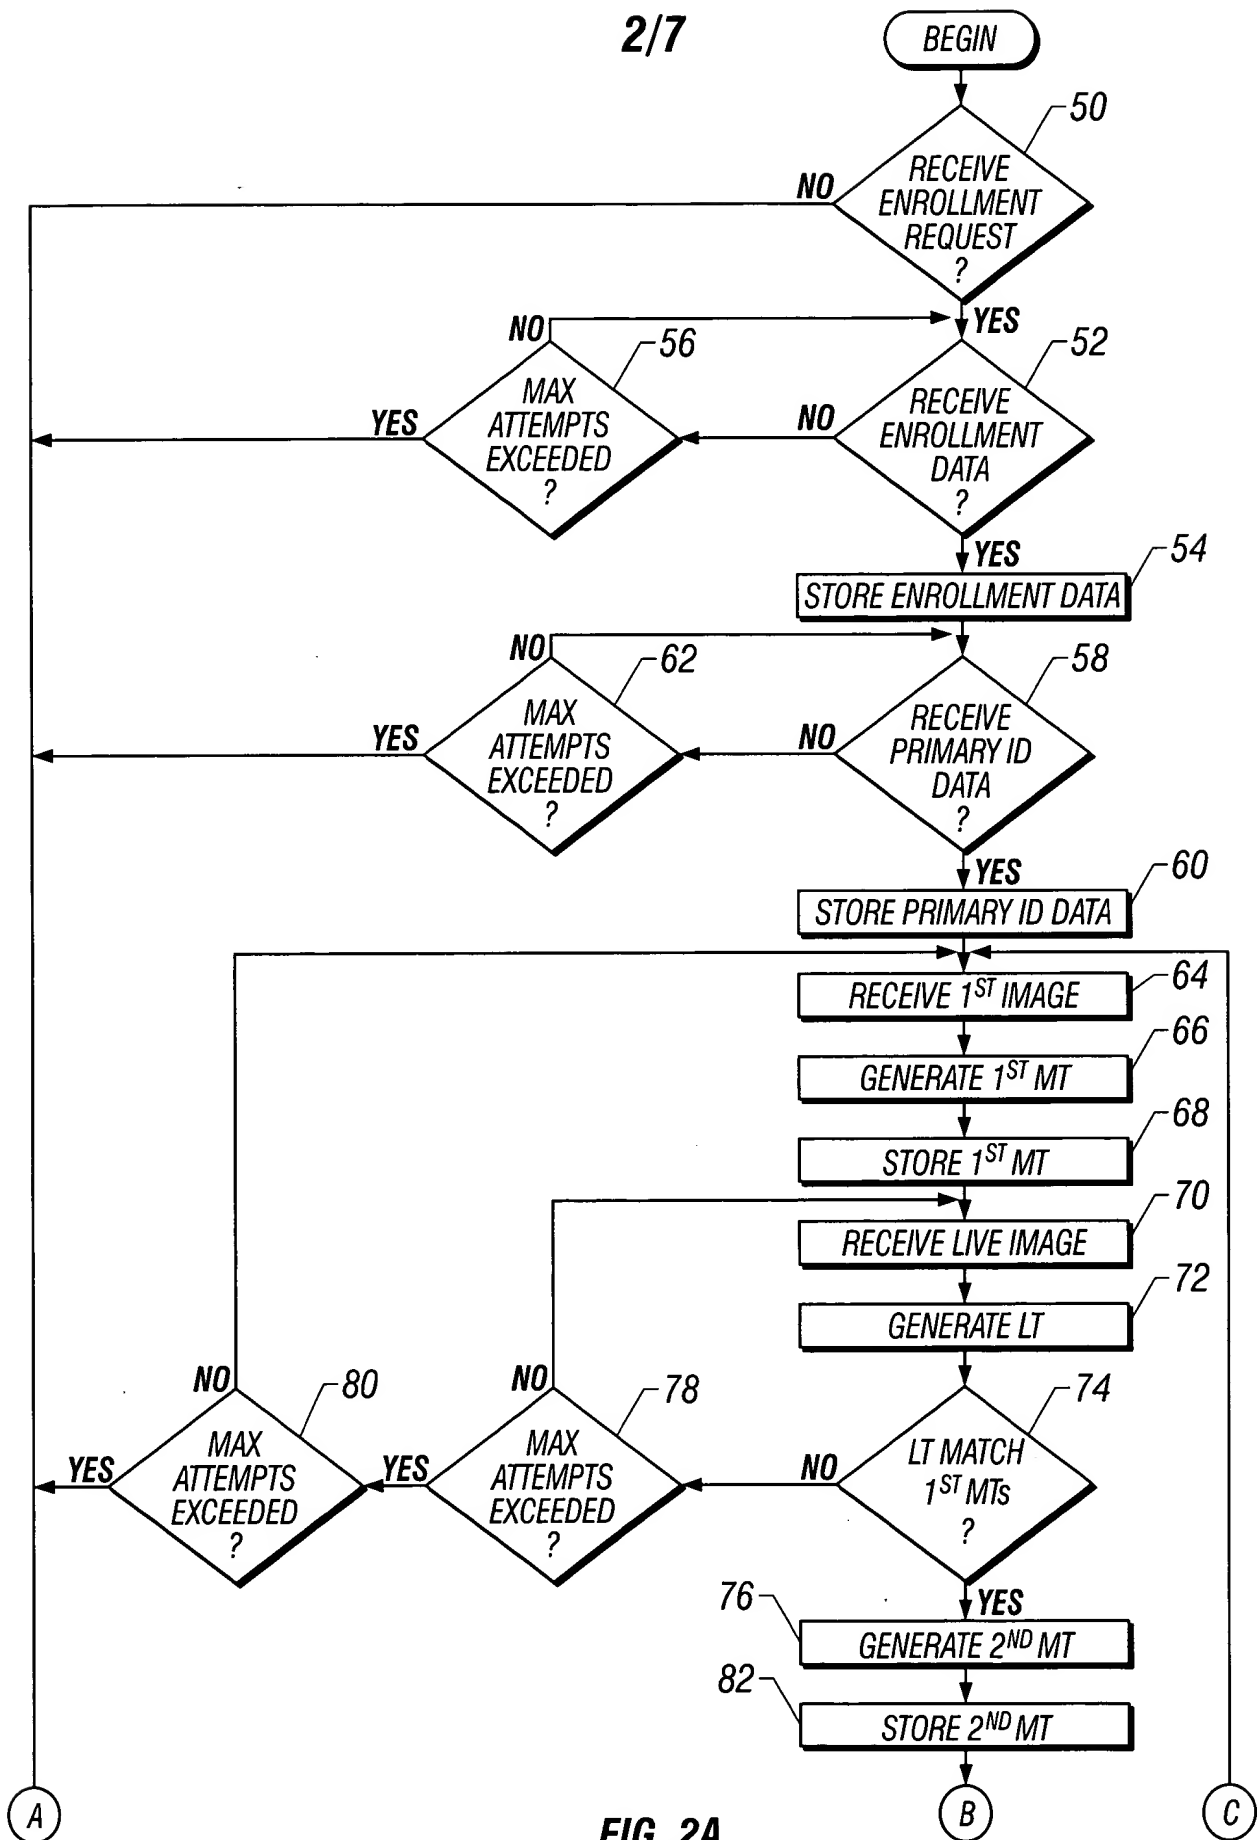 2/7
BEGIN
50
RECEIVE
ENROLLMENT
REQUEST
?
NO
YES
52
RECEIVE
ENROLLMENT
DATA
?
NO
56
MAX
ATTEMPTS
EXCEEDED
?
NO
YES
YES
54
STORE ENROLLMENT DATA
58
RECEIVE
PRIMARY ID
DATA
?
NO
62
MAX
ATTEMPTS
EXCEEDED
?
NO
YES
YES
60
STORE PRIMARY ID DATA
64
RECEIVE 1ST IMAGE
66
GENERATE 1ST MT
68
STORE 1ST MT
70
RECEIVE LIVE IMAGE
72
GENERATE LT
74
LT MATCH
1ST MTs
?
NO
78
MAX
ATTEMPTS
EXCEEDED
?
NO
YES
80
MAX
ATTEMPTS
EXCEEDED
?
NO
YES
YES
76
GENERATE 2ND MT
82
STORE 2ND MT
A
B
C
FIG. 2A